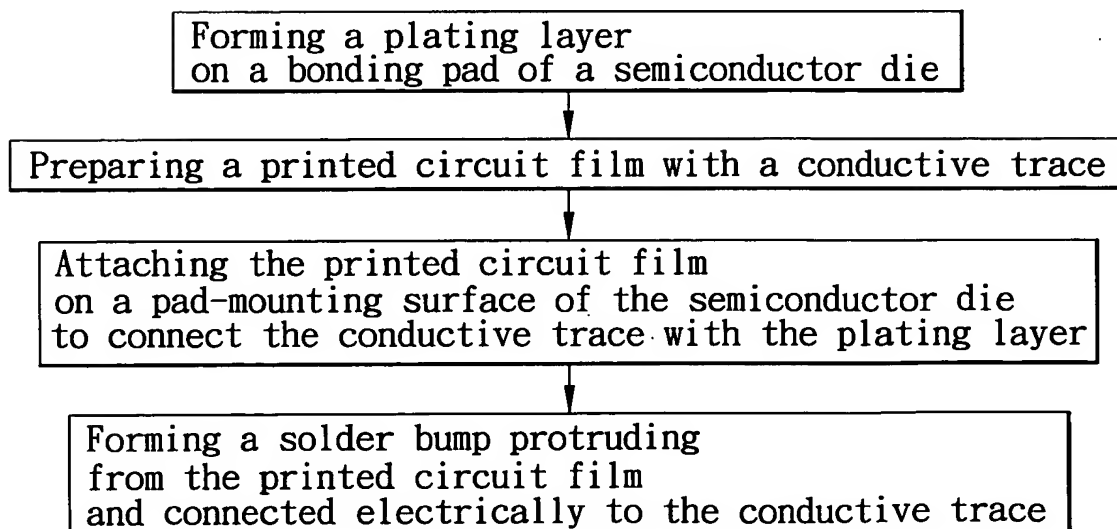 Forming a plating layer
on a bonding pad of a semiconductor die
Preparing a printed circuit film with a conductive trace
Attaching the printed circuit film
on a pad-mounting surface of the semiconductor die
to connect the conductive trace with the plating layer
Forming a solder bump protruding
from the printed circuit film
and connected electrically to the conductive trace